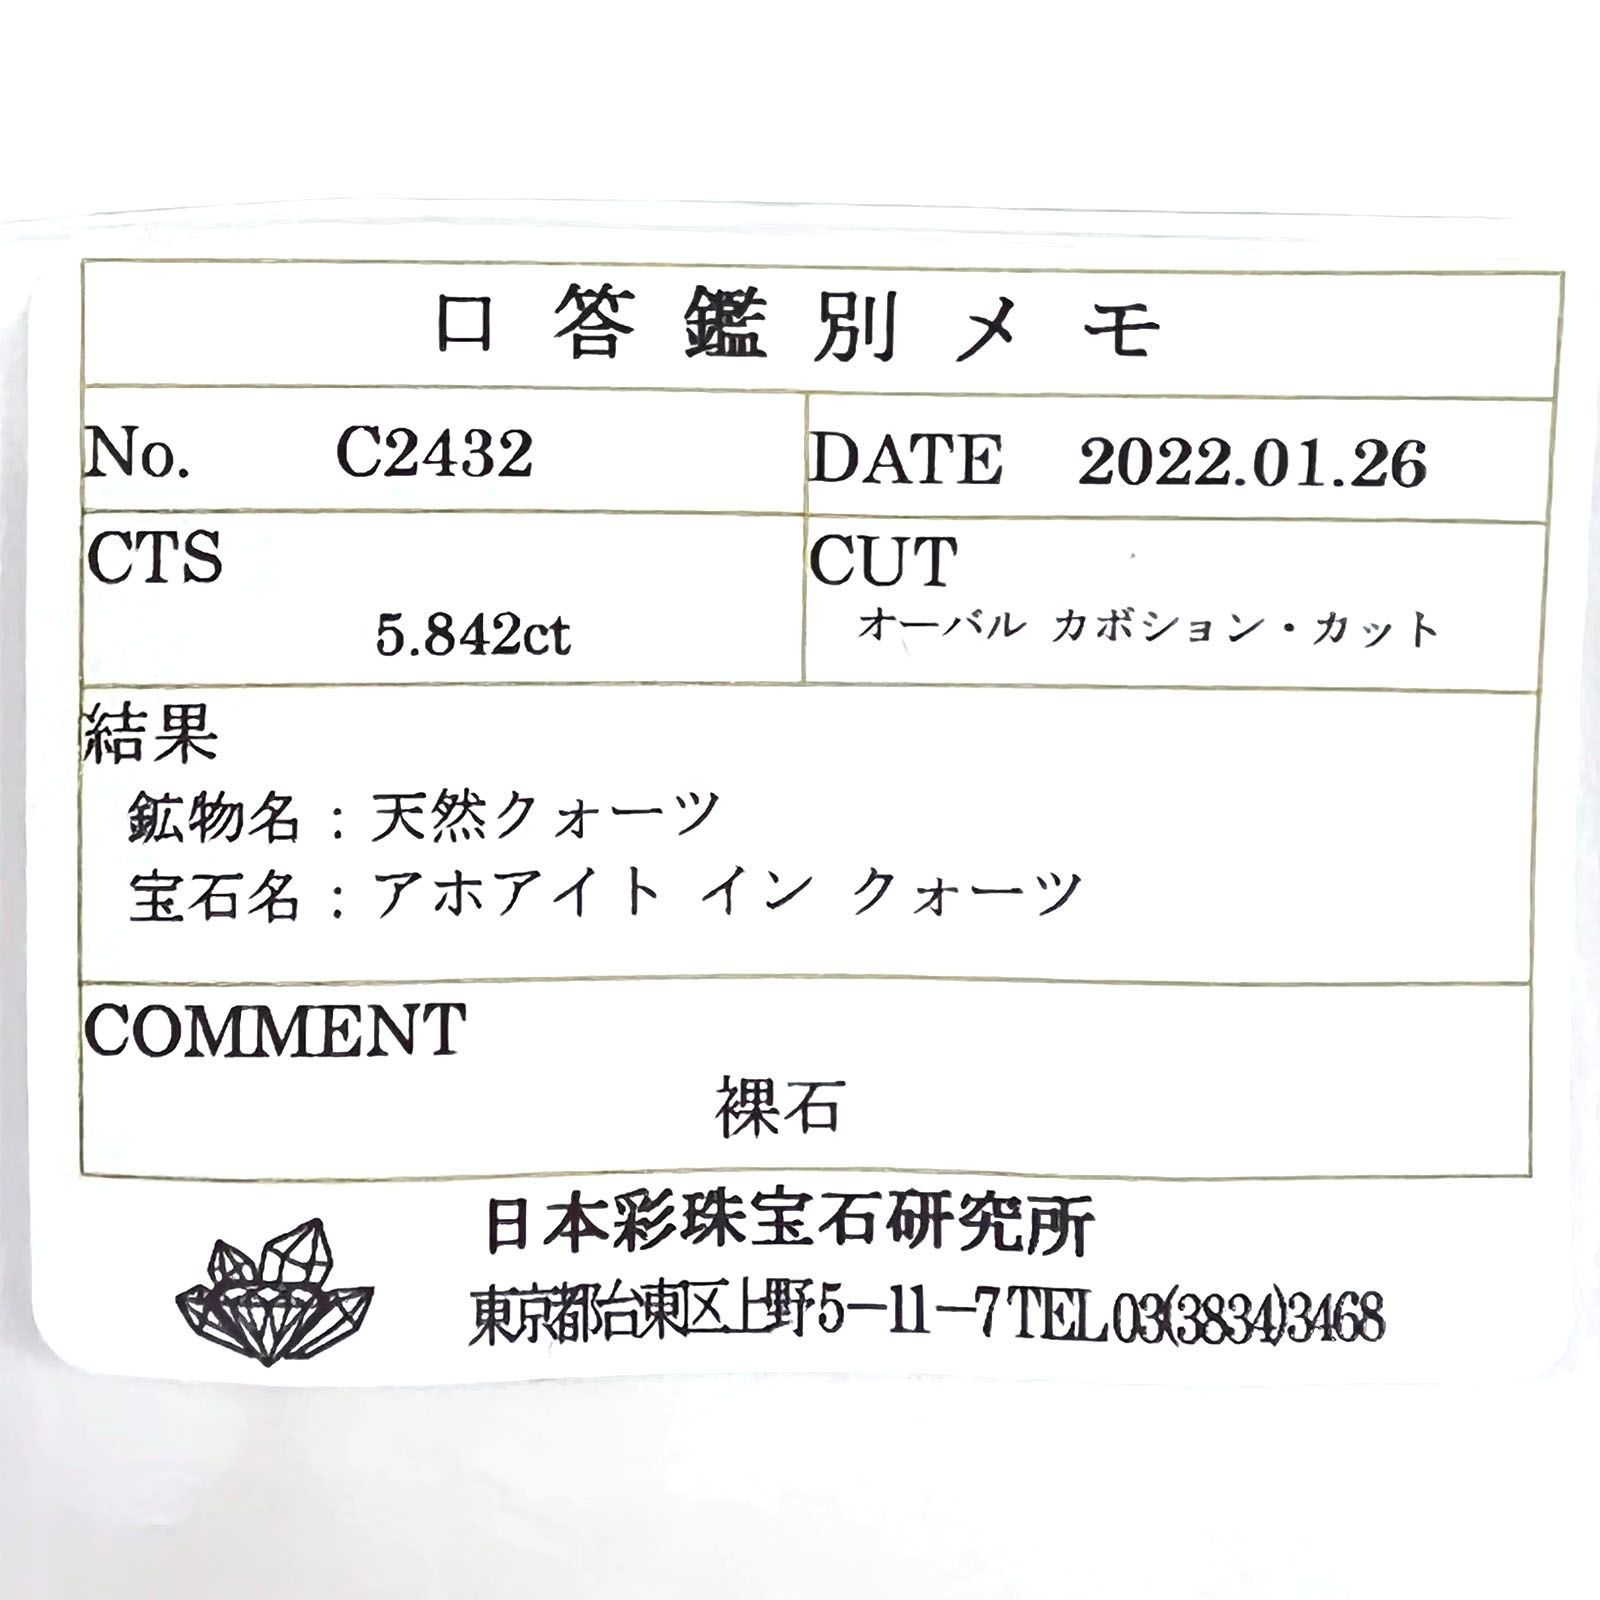 口答鑑別メモ
No. C2432 DATE 2022.01.26
CTS CUT
5.842ct オーバル カボション・カット
結果
鉱物名：天然クォーツ
宝石名：アホアイト イン クォーツ
COMMENT
裸石
日本彩珠宝石研究所
東京都台東区上野5－11－7 TEL 03(3834)3468